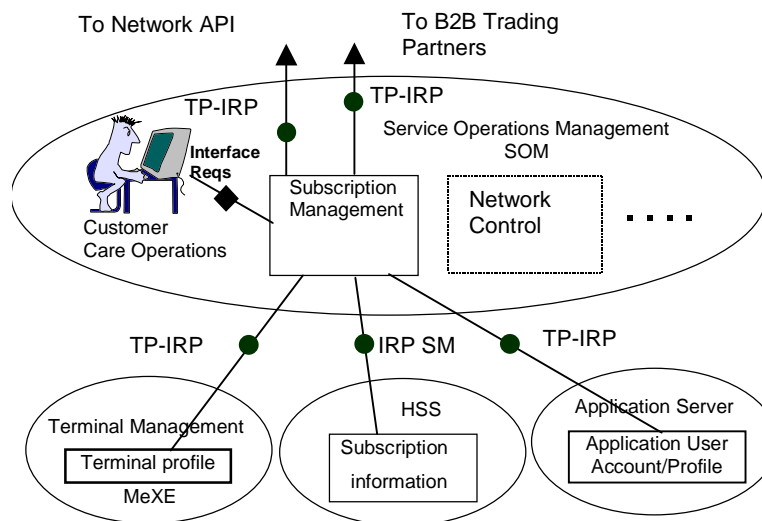 To Network API
To B2B Trading
Partners
TP-IRP
TP-IRP
Service Operations Management
SOM
Interface
Reqs
Subscription
Management
Network
Control
Customer
Care Operations
TP-IRP
IRP SM
TP-IRP
Terminal Management
Terminal profile
MeXE
HSS
Subscription
information
Application Server
Application User
Account/Profile